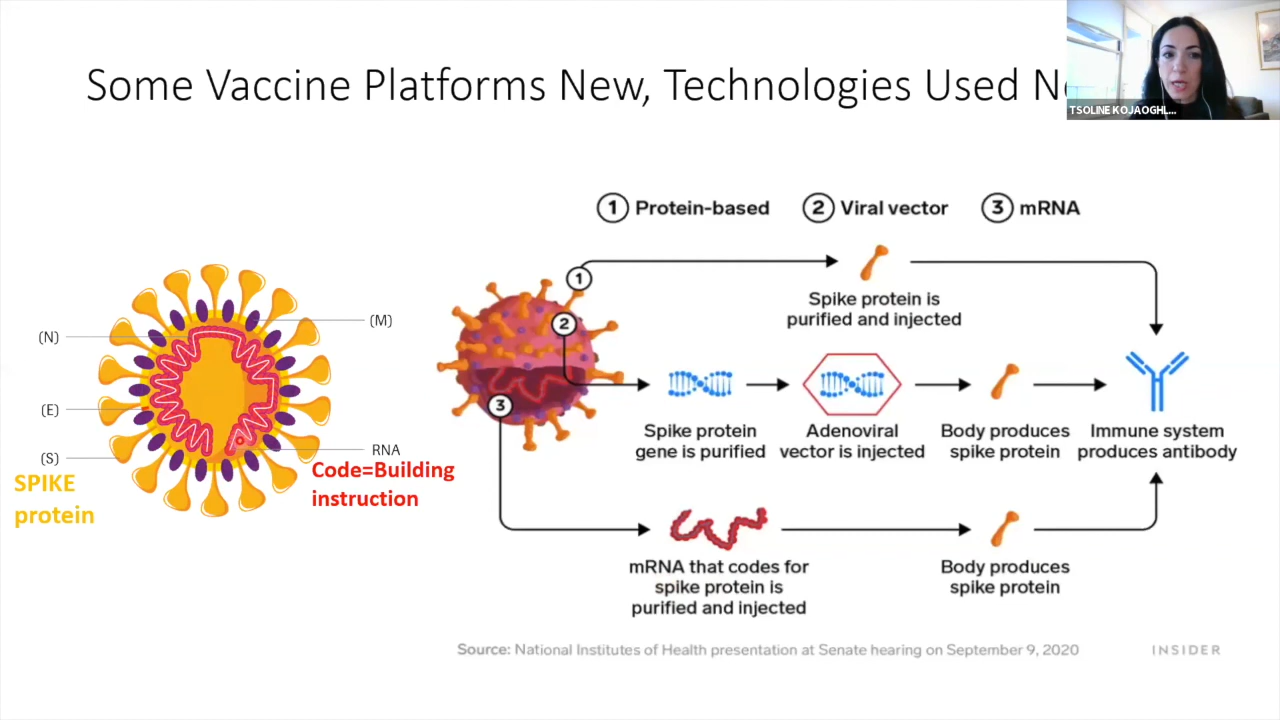 Some Vaccine Platforms New, Technologies Used
TSOLINE KOJAOGHL...
1 Protein-based 2 Viral vector 3 mRNA
1
Spike protein is
purified and injected
2
3
Spike protein
gene is purified
Adenoviral
vector is injected
Body produces
spike protein
Immune system
produces antibody
mRNA that codes for
spike protein is
purified and injected
Body produces
spike protein
(N)
(M)
(E)
(S)
RNA
SPIKE
protein
Code=Building
instruction
Source: National Institutes of Health presentation at Senate hearing on September 9, 2020
INSIDER